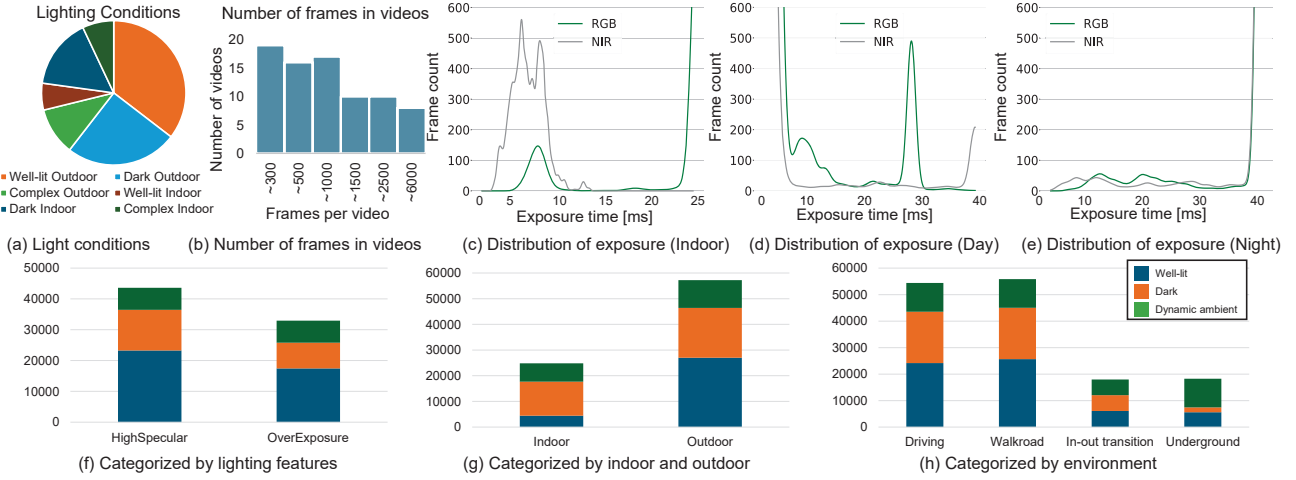 Lighting Conditions
Well-lit Outdoor
Dark Outdoor
Complex Outdoor
Well-lit Indoor
Dark Indoor
Complex Indoor
(a) Light conditions
Number of frames in videos
Number of videos
20
15
10
5
0
~300
~500
~1000
~1500
~2500
~6000
Frames per video
(b) Number of frames in videos
Frame count
600
500
400
300
200
100
0
RGB
NIR
0 5 10 15 20 25
Exposure time [ms]
(c) Distribution of exposure (Indoor)
Frame count
600
500
400
300
200
100
0
RGB
NIR
0 10 20 30 40
Exposure time [ms]
(d) Distribution of exposure (Day)
Frame count
600
500
400
300
200
100
0
RGB
NIR
0 10 20 30 40
Exposure time [ms]
(e) Distribution of exposure (Night)
50000
40000
30000
20000
10000
0
HighSpecular
OverExposure
(f) Categorized by lighting features
60000
50000
40000
30000
20000
10000
0
Indoor
Outdoor
(g) Categorized by indoor and outdoor
60000
50000
40000
30000
20000
10000
0
Well-lit
Dark
Dynamic ambient
Driving
Walkroad
In-out transition
Underground
(h) Categorized by environment